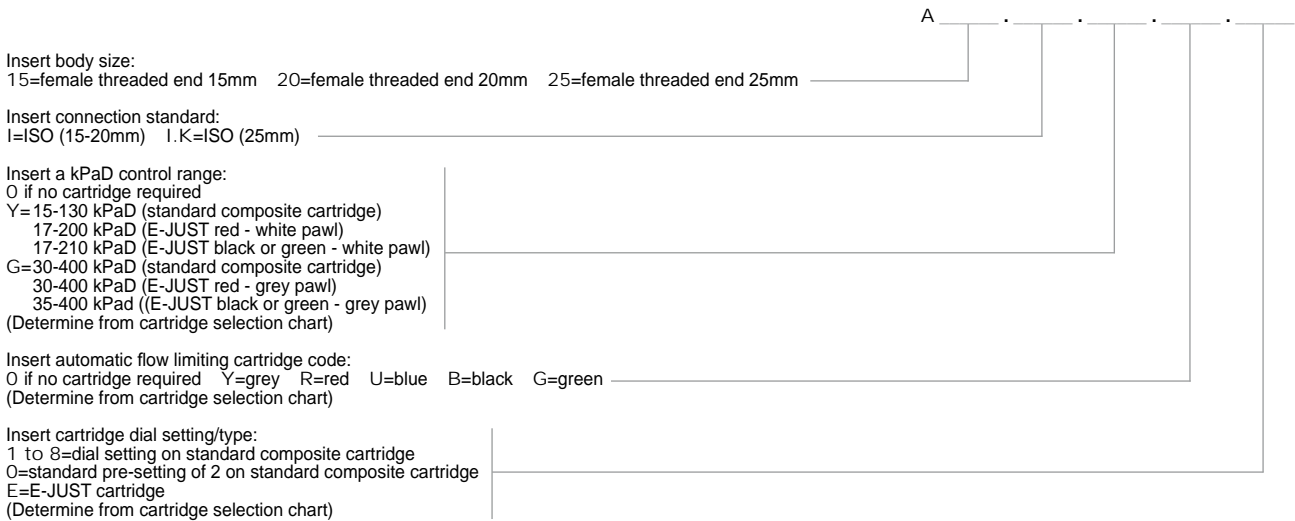 A ____ . ____ . ____ . ____ . ____
Insert body size:
15=female threaded end 15mm 20=female threaded end 20mm 25=female threaded end 25mm
Insert connection standard:
I=ISO (15-20mm) I.K=ISO (25mm)
Insert a kPaD control range:
0 if no cartridge required
Y=15-130 kPaD (standard composite cartridge)
17-200 kPaD (E-JUST red - white pawl)
17-210 kPaD (E-JUST black or green - white pawl)
G=30-400 kPaD (standard composite cartridge)
30-400 kPaD (E-JUST red - grey pawl)
35-400 kPad ((E-JUST black or green - grey pawl)
(Determine from cartridge selection chart)
Insert automatic flow limiting cartridge code:
0 if no cartridge required Y=grey R=red U=blue B=black G=green
(Determine from cartridge selection chart)
Insert cartridge dial setting/type:
1 to 8=dial setting on standard composite cartridge
0=standard pre-setting of 2 on standard composite cartridge
E=E-JUST cartridge
(Determine from cartridge selection chart)